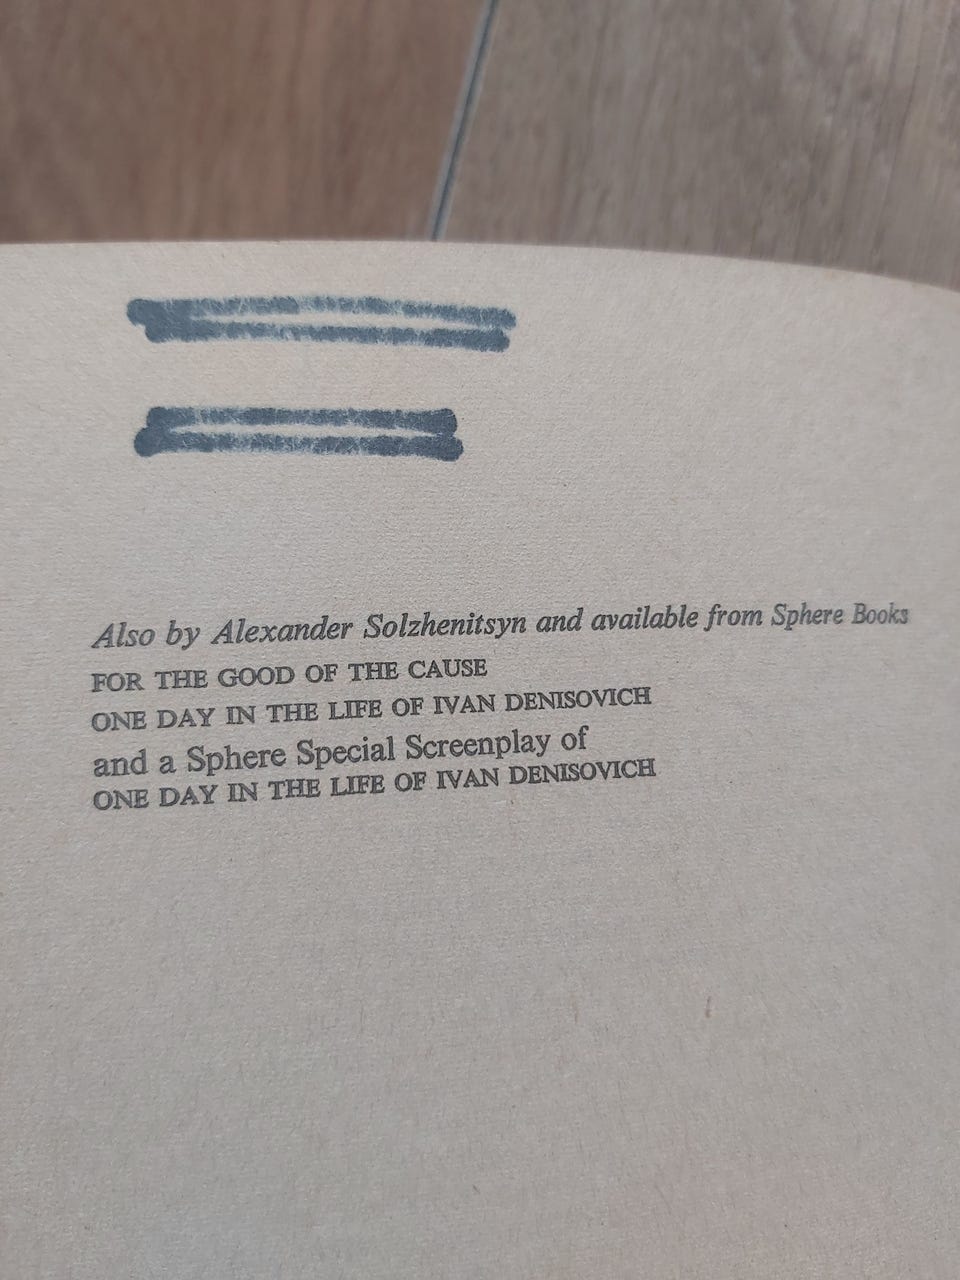 Also by Alexander Solzhenitsyn and available from Sphere Books
FOR THE GOOD OF THE CAUSE
ONE DAY IN THE LIFE OF IVAN DENISOVICH
and a Sphere Special Screenplay of
ONE DAY IN THE LIFE OF IVAN DENISOVICH